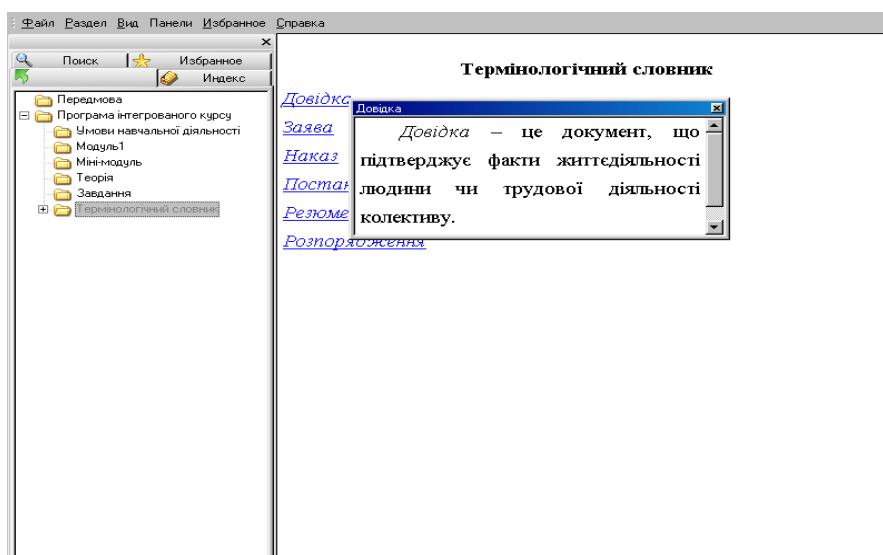 Файл Раздел Вид Панели Избранное Справка
Поиск Избранное
Индекс
Передмова
Програма інтегрованого курсу
Умови навчальної діяльності
Модуль1
Міні-модуль
Теорія
Завдання
Термінологічний словник
Термінологічний словник
Довідка
Заява
Наказ
Резюме
Розпорядження
Довідка
Довідка – це документ, що
підтверджує факти життєдіяльності
людини чи трудової діяльності
колективу.